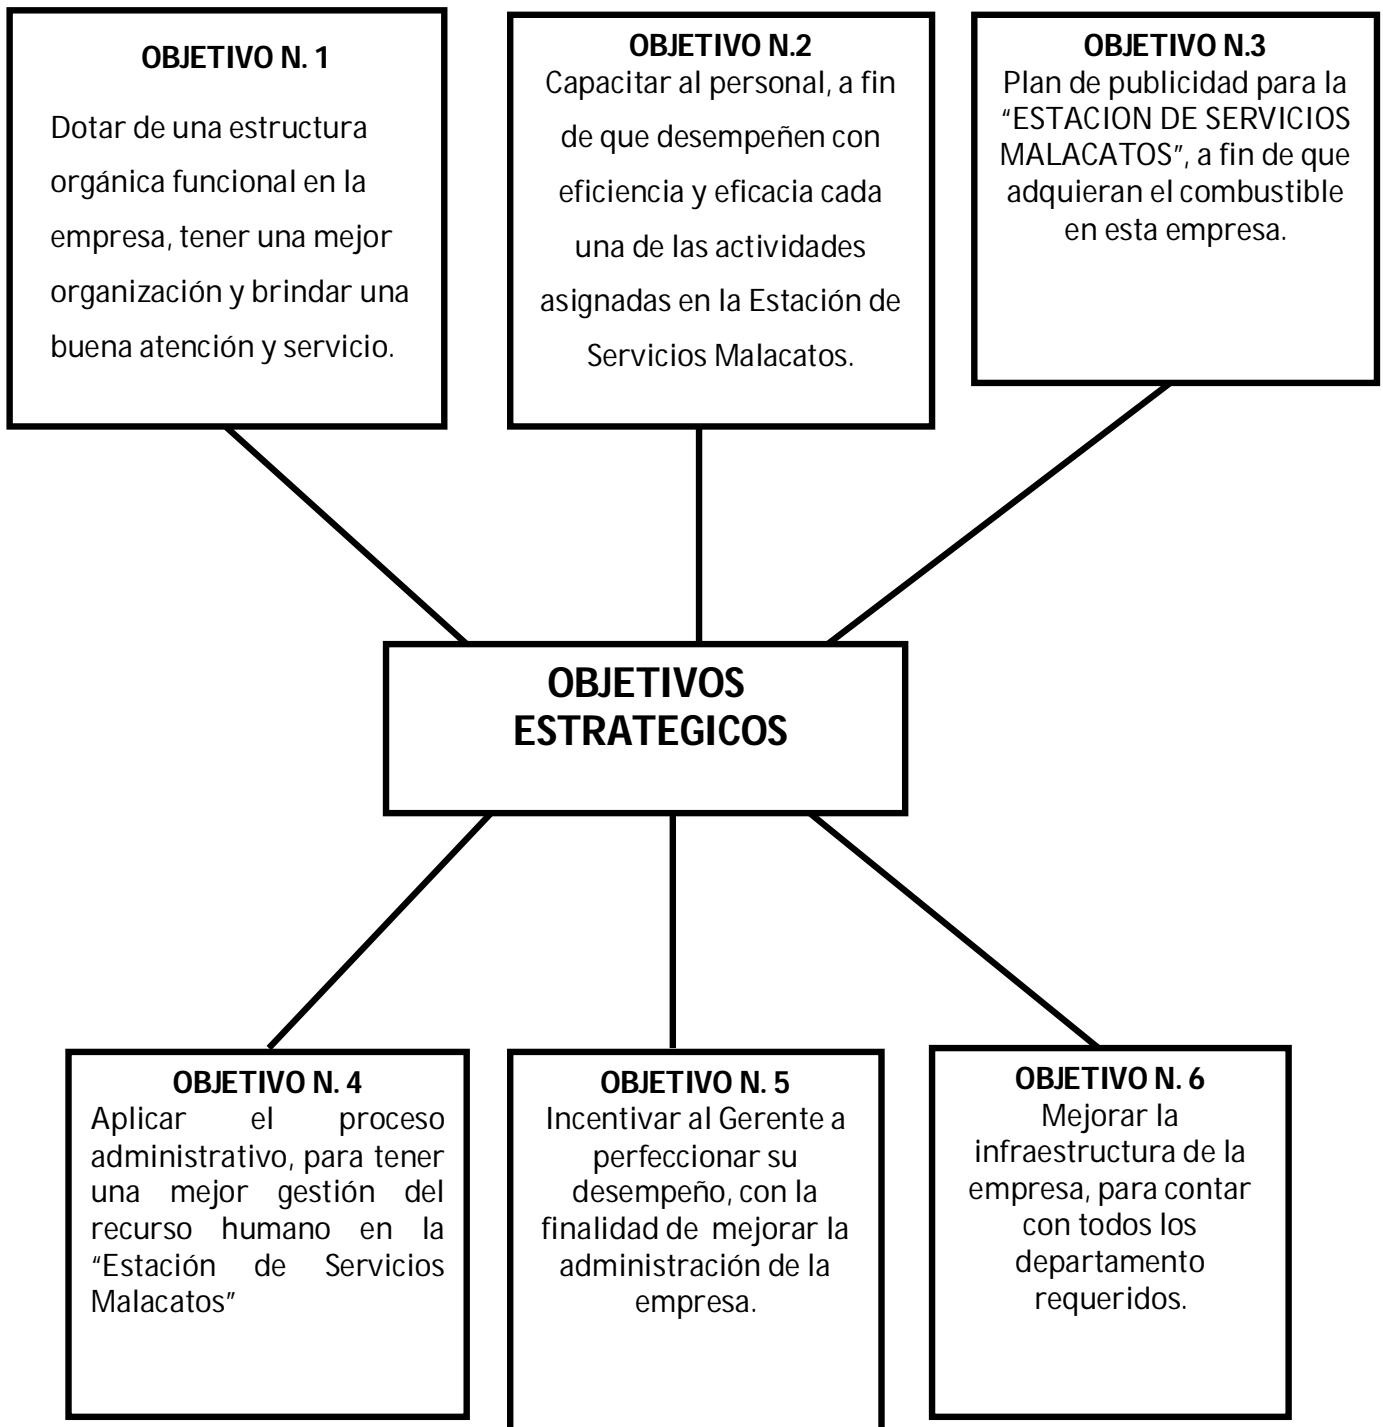 OBJETIVO N. 1
Dotar de una estructura
orgánica funcional en la
empresa, tener una mejor
organización y brindar una
buena atención y servicio.
OBJETIVO N.2
Capacitar al personal, a fin
de que desempeñen con
eficiencia y eficacia cada
una de las actividades
asignadas en la Estación de
Servicios Malacatos.
OBJETIVO N.3
Plan de publicidad para la
“ESTACION DE SERVICIOS
MALACATOS”, a fin de que
adquieran el combustible
en esta empresa.
OBJETIVOS
ESTRATEGICOS
OBJETIVO N. 4
Aplicar el proceso
administrativo, para tener
una mejor gestión del
recurso humano en la
“Estación de Servicios
Malacatos”
OBJETIVO N. 5
Incentivar al Gerente a
perfeccionar su
desempeño, con la
finalidad de mejorar la
administración de la
empresa.
OBJETIVO N. 6
Mejorar la
infraestructura de la
empresa, para contar
con todos los
departamento
requeridos.